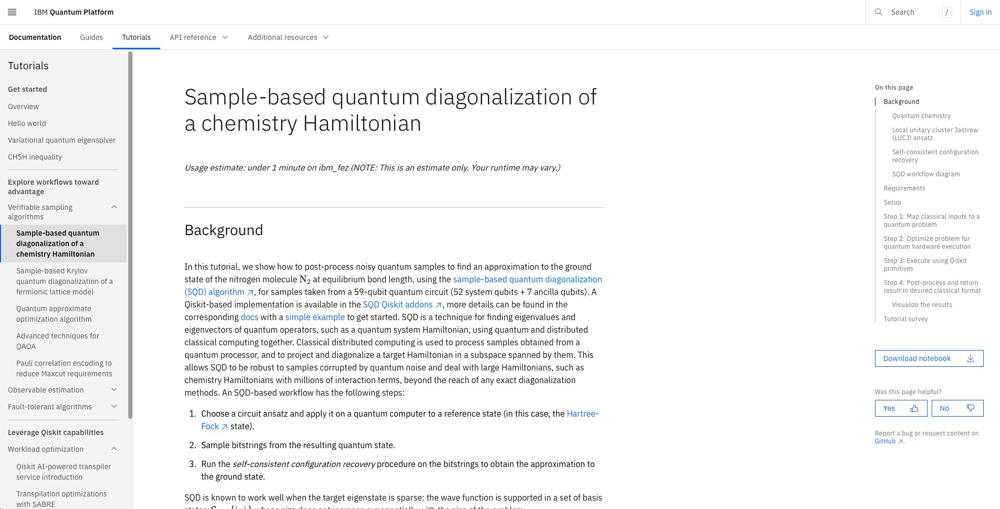 IBM Quantum Platform
Search
/
Sign in
Documentation
Guides
Tutorials
API reference
Additional resources
Tutorials
Get started
Overview
Hello world
Variational quantum eigensolver
CHSH inequality
Explore workflows toward
advantage
Verifiable sampling
algorithms
Sample-based quantum
diagonalization of a
chemistry Hamiltonian
Sample-based Krylov
quantum diagonalization of a
fermionic lattice model
Quantum approximate
optimization algorithm
Advanced techniques for
QAOA
Pauli correlation encoding to
reduce Maxcut requirements
Observable estimation
Fault-tolerant algorithms
Leverage Qiskit capabilities
Workload optimization
Qiskit AI-powered transpiler
service introduction
Transpilation optimizations
with SABRE
Sample-based quantum diagonalization of
a chemistry Hamiltonian
Usage estimate: under 1 minute on ibm_fez (NOTE: This is an estimate only. Your runtime may vary.)
Background
In this tutorial, we show how to post-process noisy quantum samples to find an approximation to the ground
state of the nitrogen molecule N₂ at equilibrium bond length, using the sample-based quantum diagonalization
(SQD) algorithm ↗, for samples taken from a 59-qubit quantum circuit (52 system qubits + 7 ancilla qubits). A
Qiskit-based implementation is available in the SQD Qiskit addons ↗, more details can be found in the
corresponding docs with a simple example to get started. SQD is a technique for finding eigenvalues and
eigenvectors of quantum operators, such as a quantum system Hamiltonian, using quantum and distributed
classical computing together. Classical distributed computing is used to process samples obtained from a
quantum processor, and to project and diagonalize a target Hamiltonian in a subspace spanned by them. This
allows SQD to be robust to samples corrupted by quantum noise and deal with large Hamiltonians, such as
chemistry Hamiltonians with millions of interaction terms, beyond the reach of any exact diagonalization
methods. An SQD-based workflow has the following steps:
1. Choose a circuit ansatz and apply it on a quantum computer to a reference state (in this case, the Hartree-
Fock ↗ state).
2. Sample bitstrings from the resulting quantum state.
3. Run the self-consistent configuration recovery procedure on the bitstrings to obtain the approximation to
the ground state.
SQD is known to work well when the target eigenstate is sparse: the wave function is supported in a set of basis
whose size does not increase exponentially with the size of the problem.
On this page
Background
Quantum chemistry
Local unitary cluster Jastrow
(LUCJ) ansatz
Self-consistent configuration
recovery
SQD workflow diagram
Requirements
Setup
Step 1: Map classical inputs to a
quantum problem
Step 2: Optimize problem for
quantum hardware execution
Step 3: Execute using Qiskit
primitives
Step 4: Post-process and return
result in desired classical format
Visualize the results
Tutorial survey
Download notebook
Was this page helpful?
Yes
No
Report a bug or request content on
GitHub ↗.